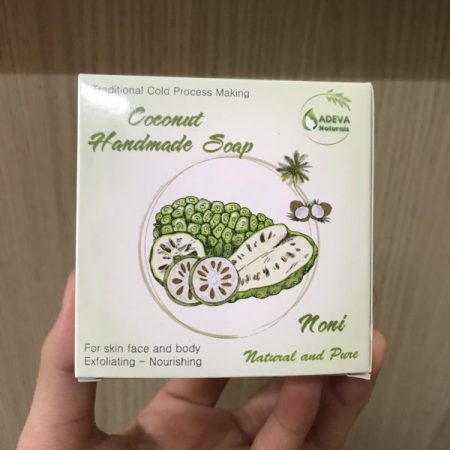 Traditional Cold Process Making
Coconut
Handmade Soap
ADEVA
Naturals
Noni
For skin face and body
Exfoliating – Nourishing
Natural and Pure